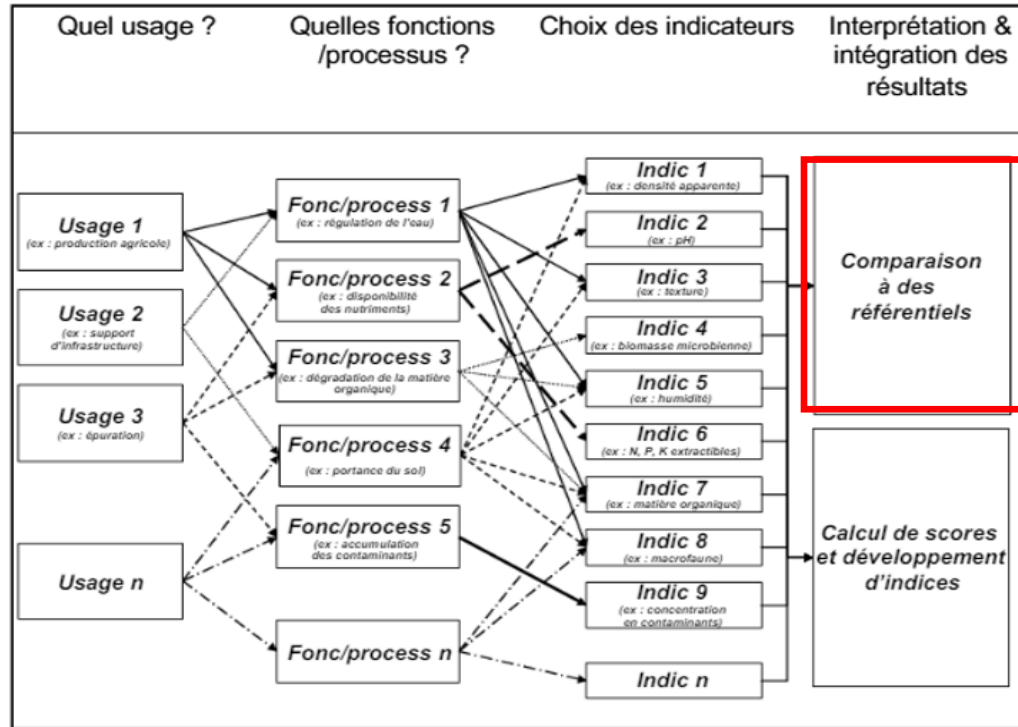 Quel usage ?
Quelles fonctions
/processus ?
Choix des indicateurs
Interprétation &
intégration des
résultats
Usage 1
(ex : production agricole)
Usage 2
(ex : support
d'infrastructure)
Usage 3
(ex : épuration)
Usage n
Fonc/process 1
(ex : régulation de l'eau)
Fonc/process 2
(ex : disponibilité
des nutriments)
Fonc/process 3
(ex : dégradation de la matière
organique)
Fonc/process 4
(ex : portance du sol)
Fonc/process 5
(ex : accumulation
des contaminants)
Fonc/process n
Indic 1
(ex : densité apparente)
Indic 2
(ex : pH)
Indic 3
(ex : texture)
Indic 4
(ex : biomasse microbienne)
Indic 5
(ex : humidité)
Indic 6
(ex : N, P, K extractibles)
Indic 7
(ex : matière organique)
Indic 8
(ex : macrofaune)
Indic 9
(ex : concentration
en contaminants)
Indic n
Comparaison
à des
référentiels
Calcul de scores
et développement
d'indices